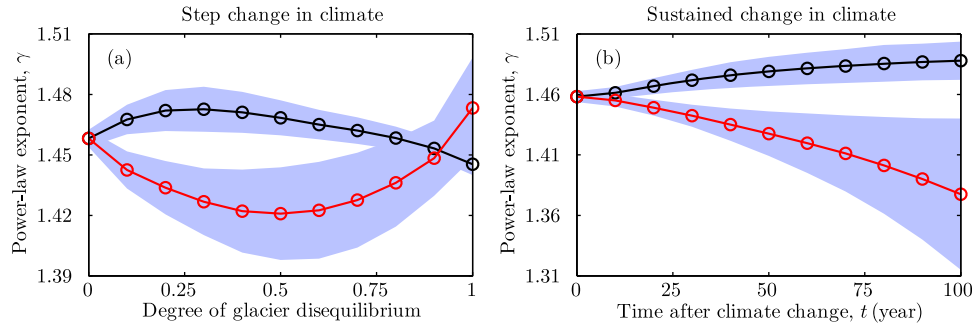 Step change in climate
(a)
Power-law exponent, γ
1.51
1.48
1.45
1.42
1.39
0
0.25
0.5
0.75
1
Degree of glacier disequilibrium
Sustained change in climate
(b)
Power-law exponent, γ
1.51
1.46
1.41
1.36
1.31
0
25
50
75
100
Time after climate change, t (year)